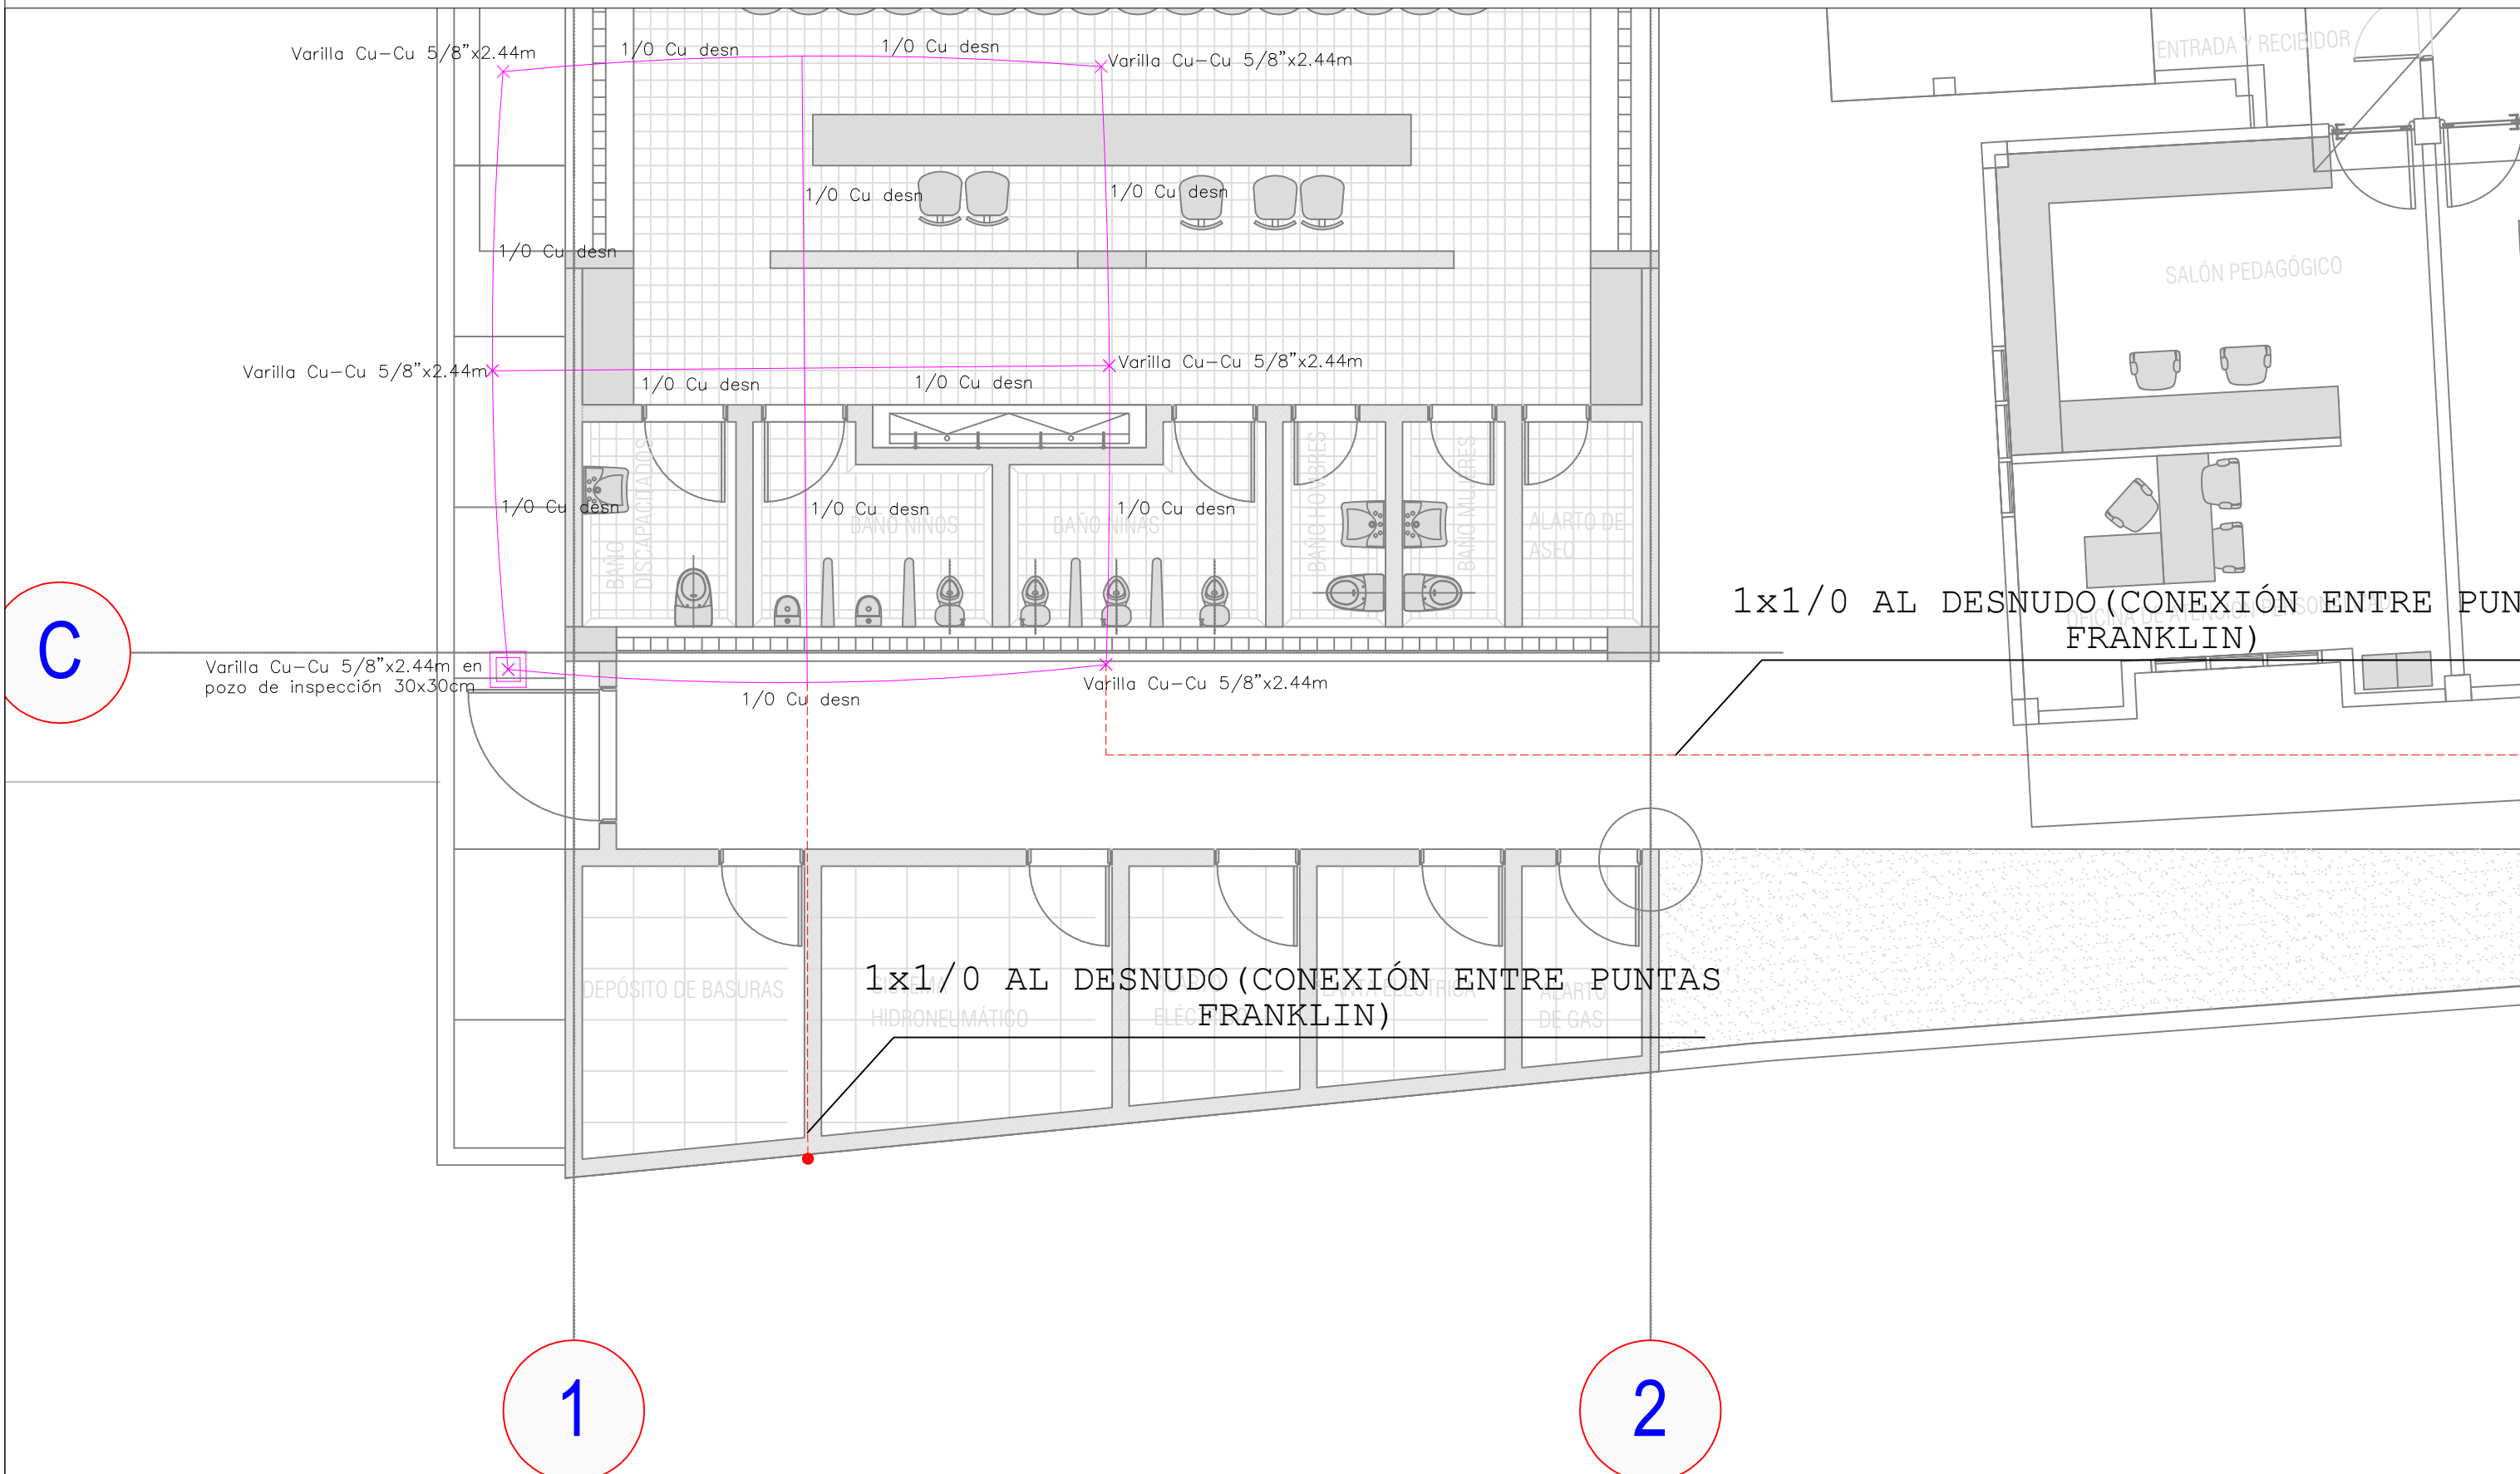 ENTRADA Y RECIBIDOR
Varilla Cu-Cu 5/8"x2.44m
1/0 Cu desn
1/0 Cu desn
Varilla Cu-Cu 5/8"x2.44m
1/0 Cu desn
1/0 Cu desn
1/0 Cu desn
SALÓN PEDAGÓGICO
Varilla Cu-Cu 5/8"x2.44m
1/0 Cu desn
1/0 Cu desn
Varilla Cu-Cu 5/8"x2.44m
1/0 Cu desn
1/0 Cu desn
1/0 Cu desn
BAÑO
DISCAPACITADOS
BAÑO NIÑOS
BAÑO NIÑAS
BAÑO HOMBRES
BAÑO MUJERES
ALARTO DE
ASEO
1x1/0 AL DESNUDO(CONEXIÓN ENTRE PUN
FRANKLIN)
OFICINA DE ATENCIÓN
C
Varilla Cu-Cu 5/8"x2.44m en
pozo de inspección 30x30cm
1/0 Cu desn
Varilla Cu-Cu 5/8"x2.44m
1x1/0 AL DESNUDO(CONEXIÓN ENTRE PUNTAS
FRANKLIN)
DEPÓSITO DE BASURAS
SISTEMA
HIDRONEUMÁTICO
ALARTO
DE GAS
1
2